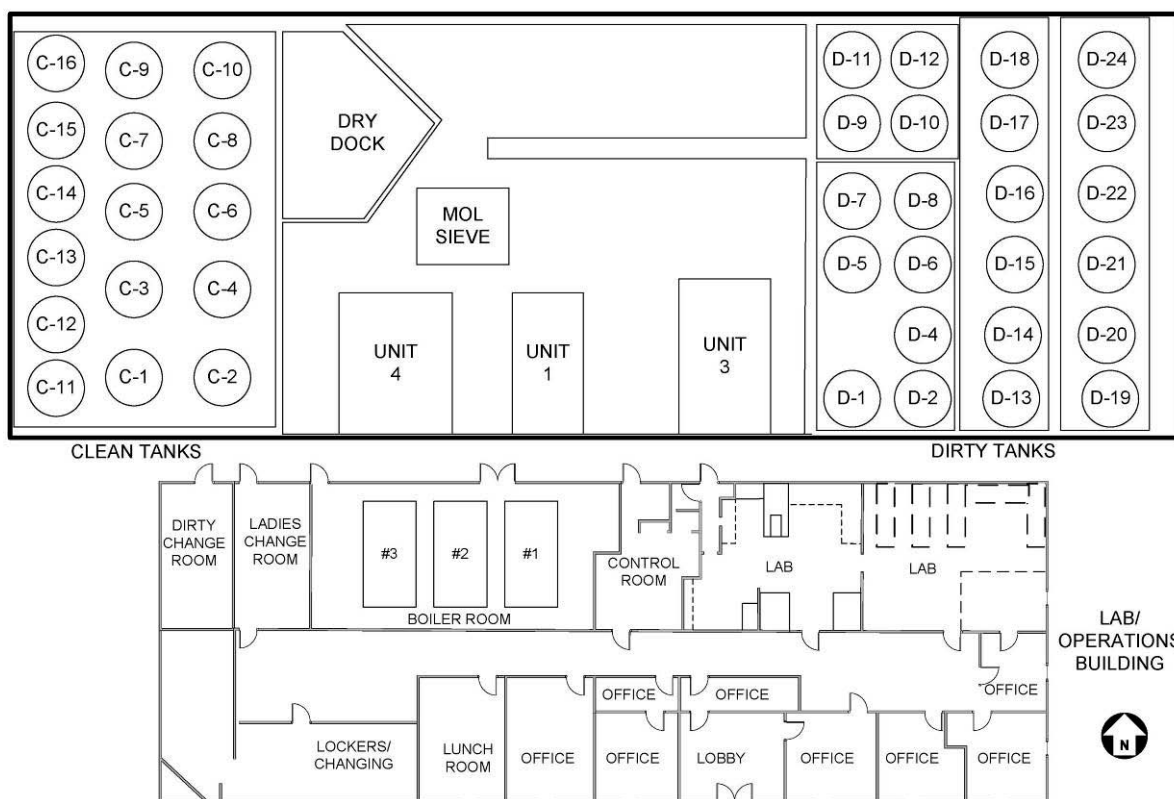 C-16
C-9
C-10
C-15
C-7
C-8
C-14
C-5
C-6
C-13
C-3
C-4
C-12
C-11
C-1
C-2
DRY
DOCK
MOL
SIEVE
UNIT
4
UNIT
1
UNIT
3
D-11
D-12
D-9
D-10
D-7
D-8
D-5
D-6
D-4
D-1
D-2
D-18
D-17
D-16
D-15
D-14
D-13
D-24
D-23
D-22
D-21
D-20
D-19
CLEAN TANKS
DIRTY TANKS
DIRTY
CHANGE
ROOM
LADIES
CHANGE
ROOM
#3
#2
#1
BOILER ROOM
CONTROL
ROOM
LAB
LAB
LAB/
OPERATIONS
BUILDING
OFFICE
OFFICE
OFFICE
LOCKERS/
CHANGING
LUNCH
ROOM
OFFICE
OFFICE
LOBBY
OFFICE
OFFICE
OFFICE
N